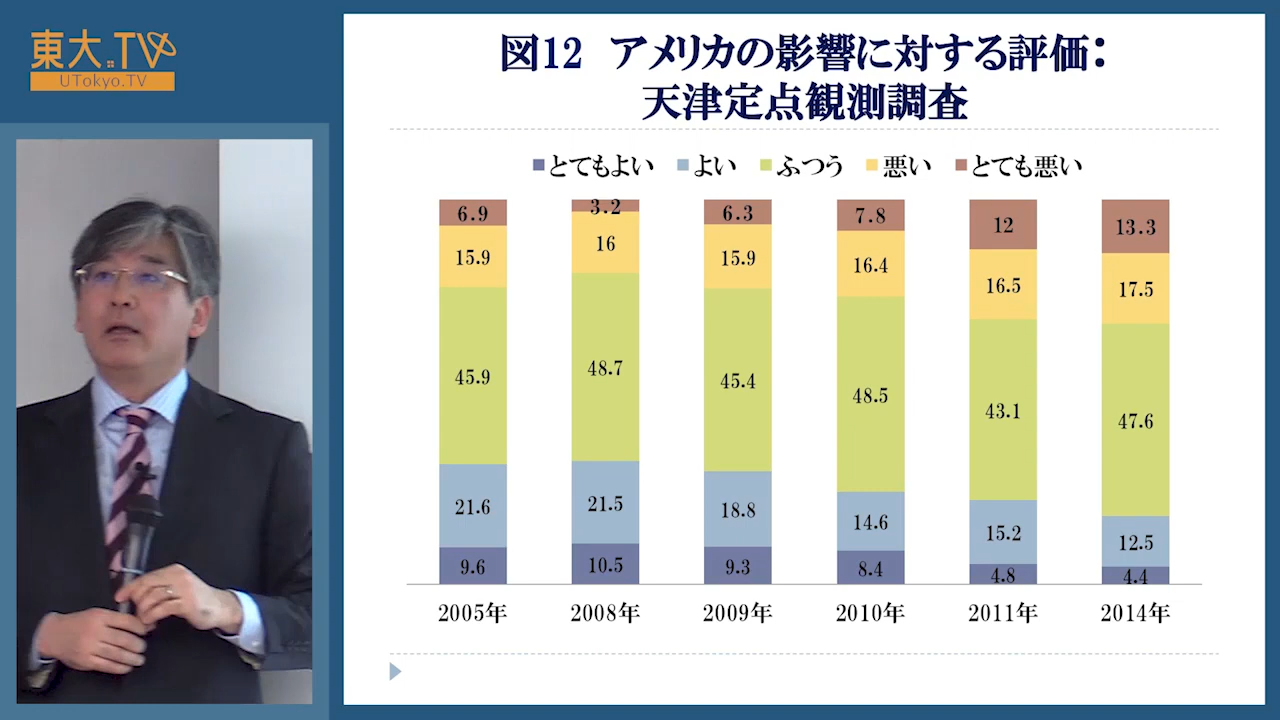 東大.TV
UTokyo.TV
図12 アメリカの影響に対する評価：
天津定点観測調査
とてもよい よい ふつう 悪い とても悪い
6.9 3.2 6.3 7.8 12 13.3
15.9 16 15.9 16.4 16.5 17.5
45.9 48.7 45.4 48.5 43.1 47.6
21.6 21.5 18.8 14.6 15.2 12.5
9.6 10.5 9.3 8.4 4.8 4.4
2005年 2008年 2009年 2010年 2011年 2014年